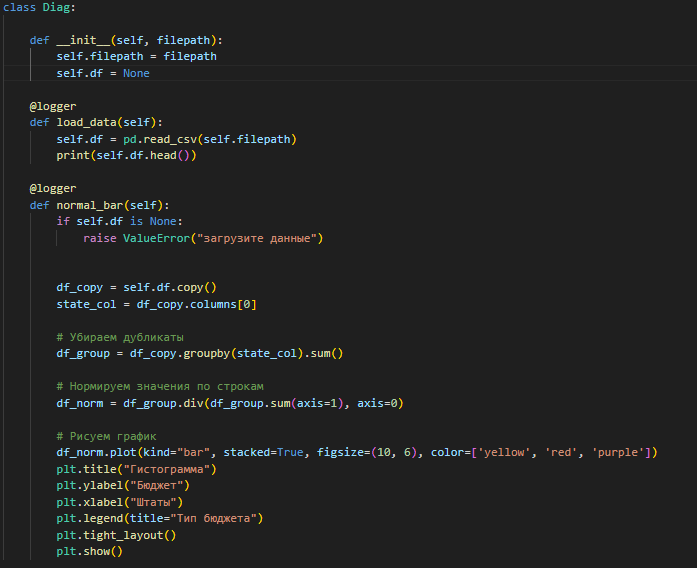 class Diag:
    def __init__(self, filepath):
        self.filepath = filepath
        self.df = None
    @logger
    def load_data(self):
        self.df = pd.read_csv(self.filepath)
        print(self.df.head())
    @logger
    def normal_bar(self):
        if self.df is None:
            raise ValueError("загрузите данные")
        df_copy = self.df.copy()
        state_col = df_copy.columns[0]
        # Убираем дубликаты
        df_group = df_copy.groupby(state_col).sum()
        # Нормируем значения по строкам
        df_norm = df_group.div(df_group.sum(axis=1), axis=0)
        # Рисуем график
        df_norm.plot(kind="bar", stacked=True, figsize=(10, 6), color=['yellow', 'red', 'purple'])
        plt.title("Гистограмма")
        plt.ylabel("Бюджет")
        plt.xlabel("Штаты")
        plt.legend(title="Тип бюджета")
        plt.tight_layout()
        plt.show()